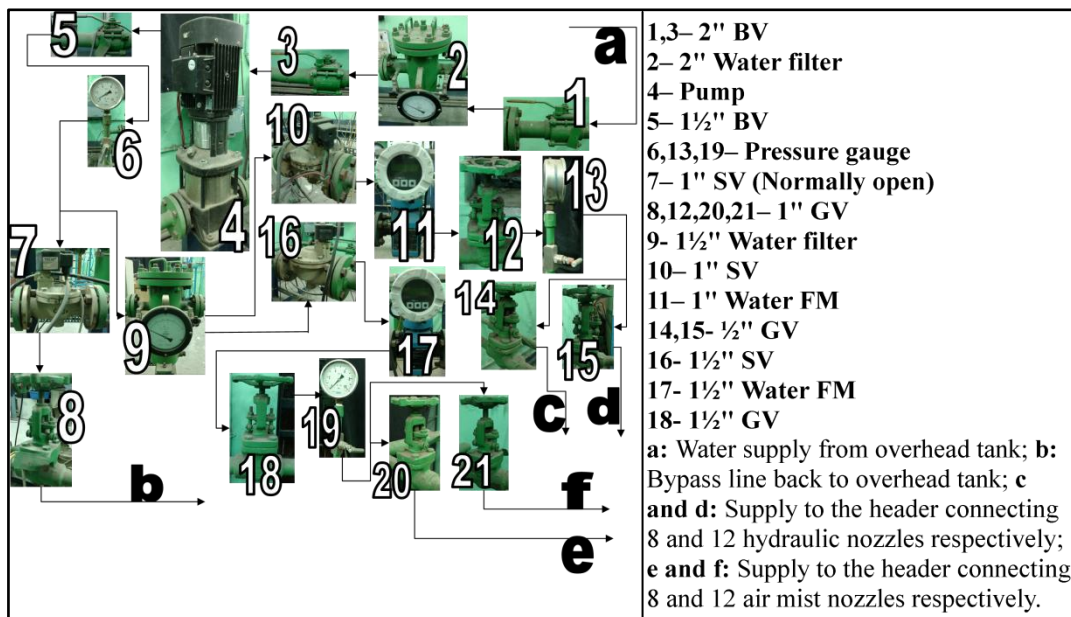 5
3
2
a
1
10
6
13
4
16
11
12
7
14
9
17
15
8
c
d
19
18
20
21
b
f
e
1,3– 2" BV
2– 2" Water filter
4– Pump
5– 1½" BV
6,13,19– Pressure gauge
7– 1" SV (Normally open)
8,12,20,21– 1" GV
9- 1½" Water filter
10– 1" SV
11– 1" Water FM
14,15- ½" GV
16- 1½" SV
17- 1½" Water FM
18- 1½" GV
a: Water supply from overhead tank; b:
Bypass line back to overhead tank; c
and d: Supply to the header connecting
8 and 12 hydraulic nozzles respectively;
e and f: Supply to the header connecting
8 and 12 air mist nozzles respectively.